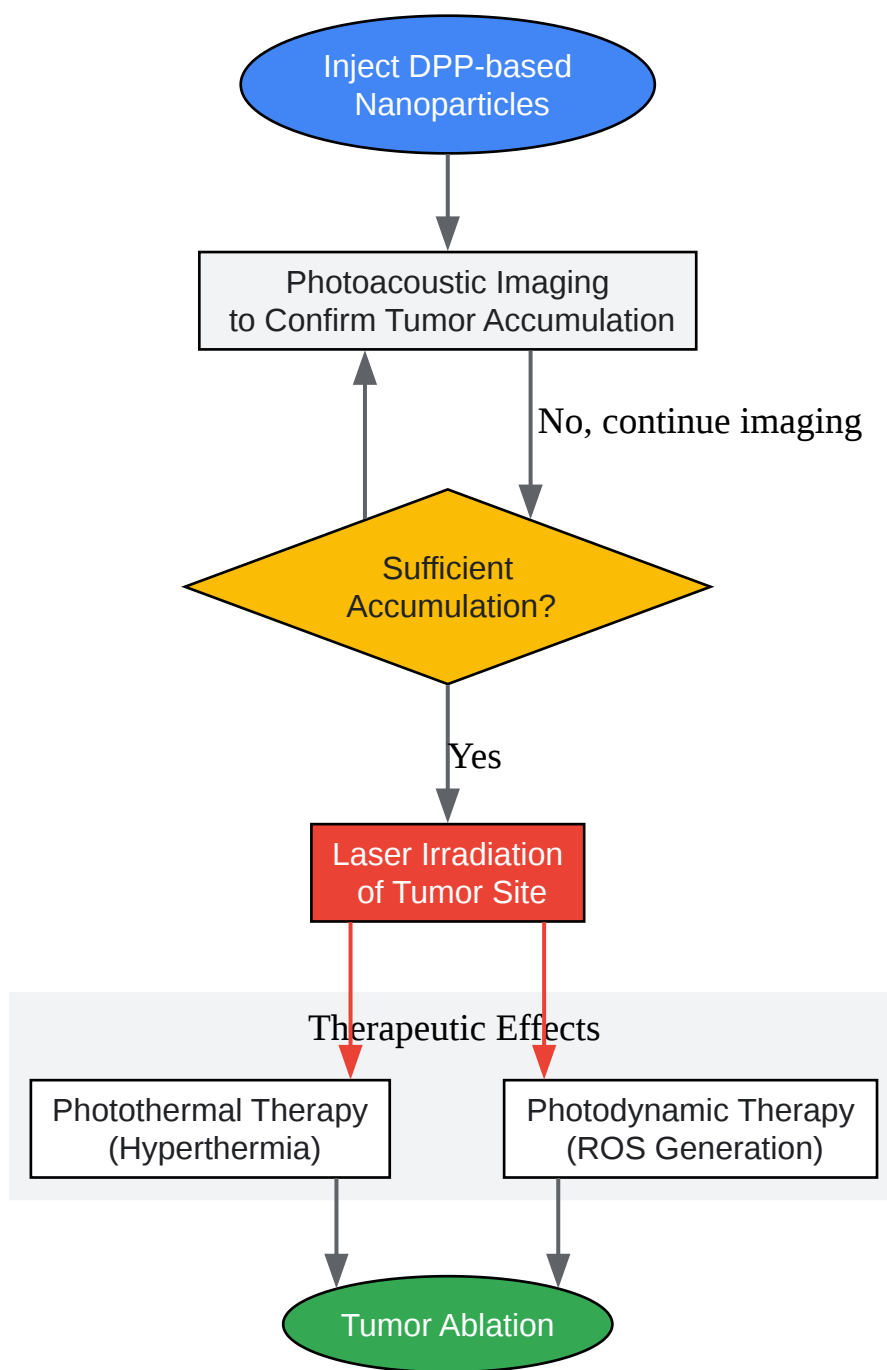 Inject DPP-based
Nanoparticles
Photoacoustic Imaging
to Confirm Tumor Accumulation
No, continue imaging
Sufficient
Accumulation?
Yes
Laser Irradiation
of Tumor Site
Therapeutic Effects
Photothermal Therapy
(Hyperthermia)
Photodynamic Therapy
(ROS Generation)
Tumor Ablation